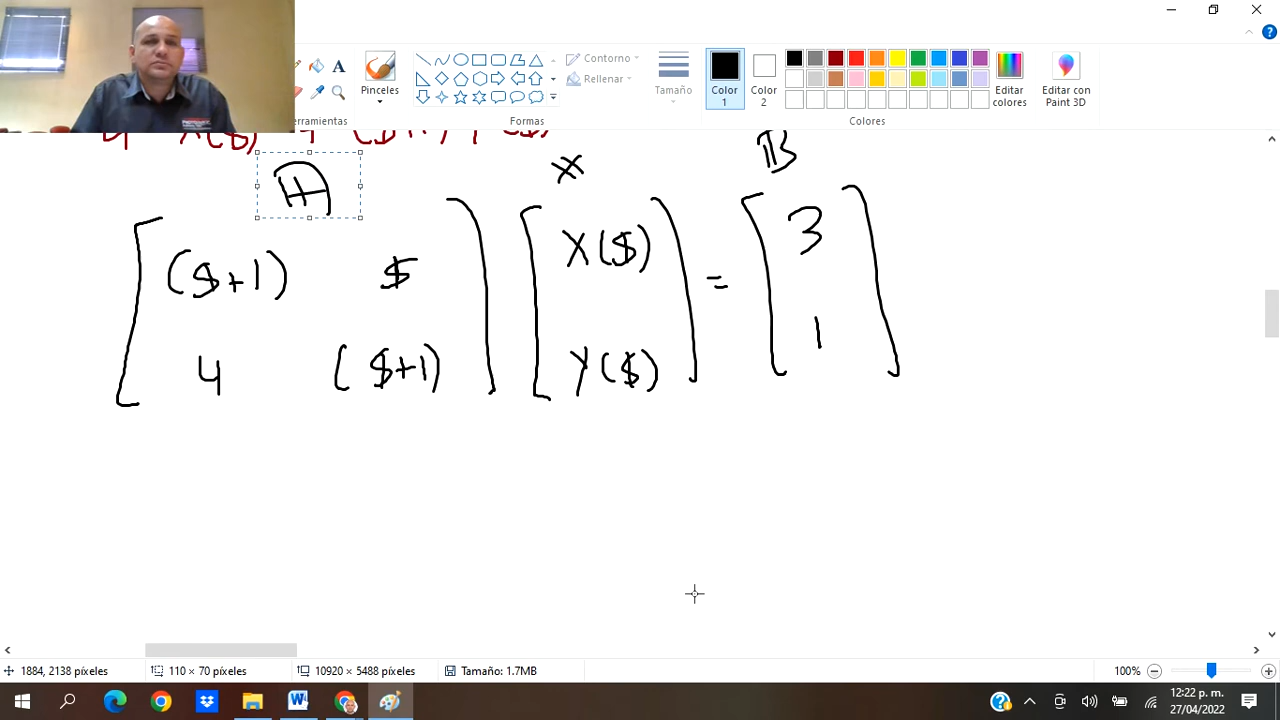 Contorno
Rellenar
Pinceles
Tamaño
Color 1
Color 2
Editar colores
Editar con Paint 3D
erramientas
Formas
Colores
A X B
($+1) $ X($) = 3
4 ($+1) Y($) 1
1884, 2138 píxeles
110 × 70 píxeles
10920 × 5488 píxeles
Tamaño: 1.7MB
100%
12:22 p. m.
27/04/2022